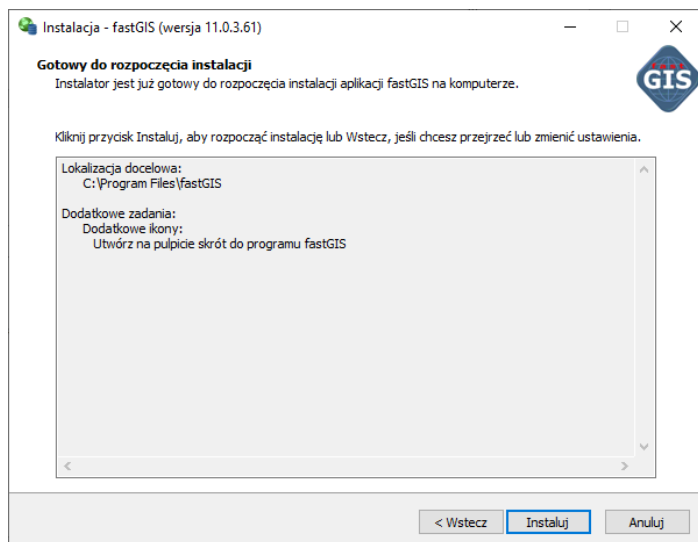 Instalacja - fastGIS (wersja 11.0.3.61)
Gotowy do rozpoczęcia instalacji
Instalator jest już gotowy do rozpoczęcia instalacji aplikacji fastGIS na komputerze.
GIS
Kliknij przycisk Instaluj, aby rozpocząć instalację lub Wstecz, jeśli chcesz przejrzeć lub zmienić ustawienia.
Lokalizacja docelowa:
C:\Program Files\fastGIS
Dodatkowe zadania:
Dodatkowe ikony:
Utwórz na pulpicie skrót do programu fastGIS
< Wstecz
Instaluj
Anuluj